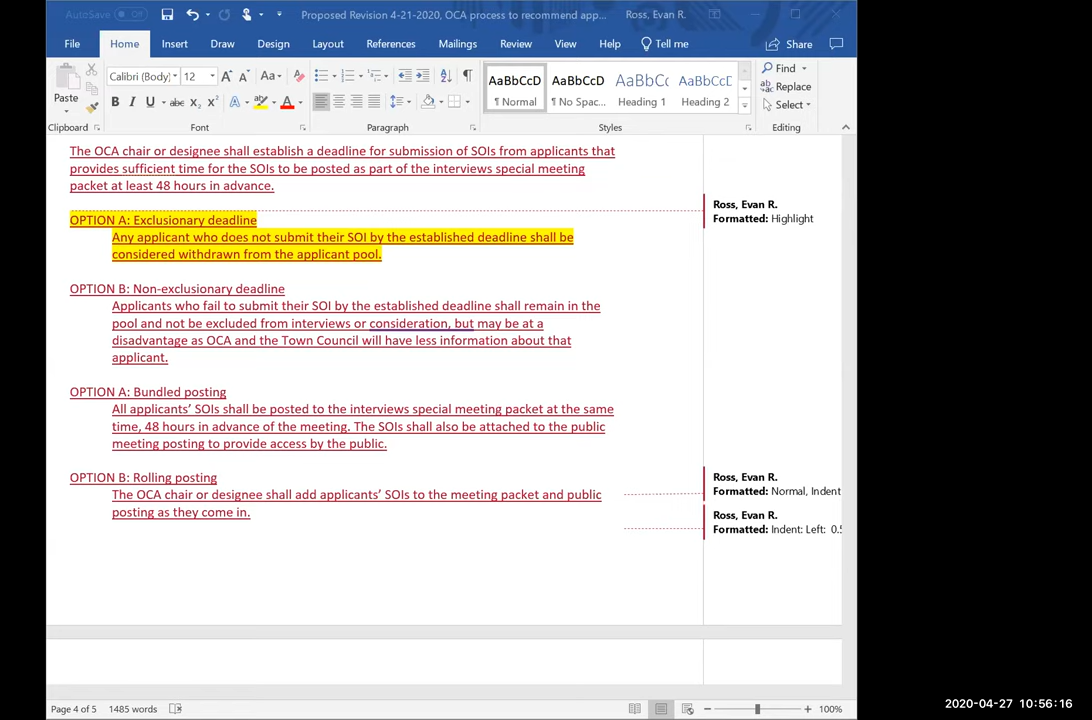 AutoSave Off
Proposed Revision 4-21-2020, OCA process to recommend app...
Ross, Evan R.
File Home Insert Draw Design Layout References Mailings Review View Help Tell me Share
Paste
Calibri (Body) 12 A A Aa A
B I U abc X2 X2 A ab A
AaBbCcD AaBbCcD AaBbCc AaBbCcD
¶ Normal ¶ No Spac... Heading 1 Heading 2
Find
Replace
Select
Clipboard Font Paragraph Styles Editing
The OCA chair or designee shall establish a deadline for submission of SOIs from applicants that
provides sufficient time for the SOIs to be posted as part of the interviews special meeting
packet at least 48 hours in advance.
Ross, Evan R.
Formatted: Highlight
OPTION A: Exclusionary deadline
Any applicant who does not submit their SOI by the established deadline shall be
considered withdrawn from the applicant pool.
OPTION B: Non-exclusionary deadline
Applicants who fail to submit their SOI by the established deadline shall remain in the
pool and not be excluded from interviews or consideration, but may be at a
disadvantage as OCA and the Town Council will have less information about that
applicant.
OPTION A: Bundled posting
All applicants' SOIs shall be posted to the interviews special meeting packet at the same
time, 48 hours in advance of the meeting. The SOIs shall also be attached to the public
meeting posting to provide access by the public.
OPTION B: Rolling posting
The OCA chair or designee shall add applicants' SOIs to the meeting packet and public
posting as they come in.
Ross, Evan R.
Formatted: Normal, Indent
Ross, Evan R.
Formatted: Indent: Left: 0.5
Page 4 of 5 1485 words 100%
2020-04-27 10:56:16